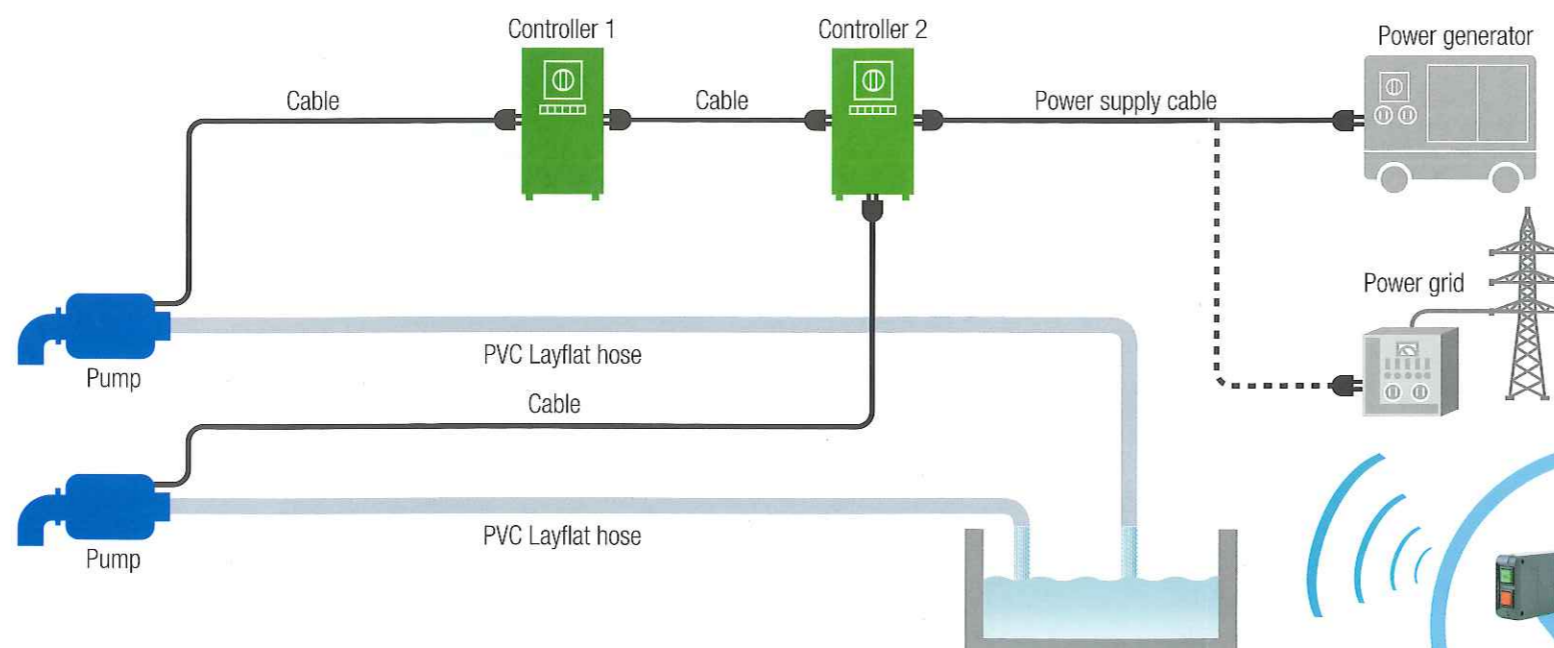 Controller 1
Controller 2
Power generator
Cable
Cable
Power supply cable
Power grid
PVC Layflat hose
Pump
Cable
PVC Layflat hose
Pump